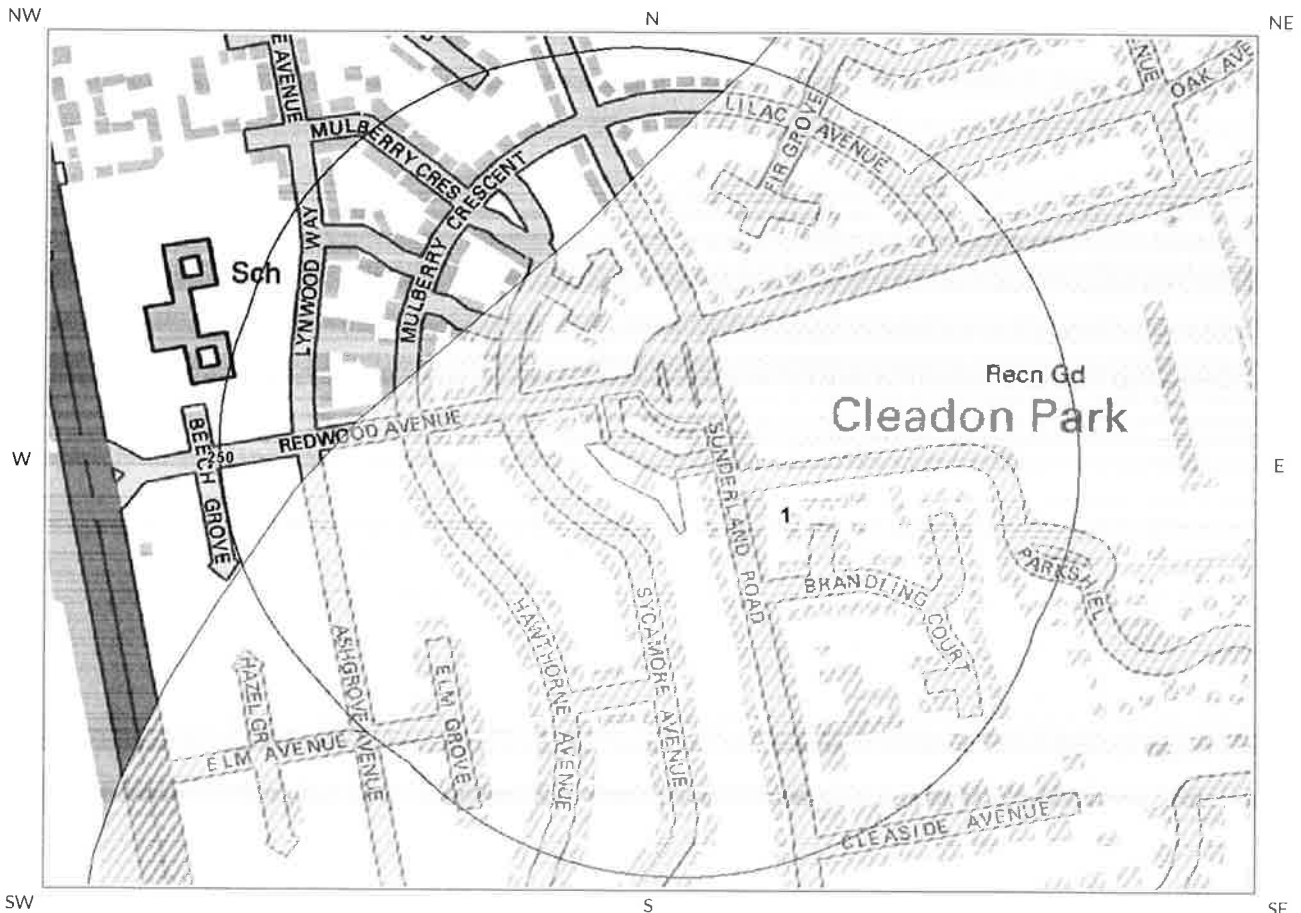 NW
N
NE
E AVENUE
NUE
OAK AVE
LILAC AVENUE
MULBERRY CRES
FIR GROVE
MULBERRY CRESCENT
LYNWOOD WAY
Sch
Recn Gd
Cleadon Park
REDWOOD AVENUE
SUNDERLAND ROAD
W
250
E
BEECH GROVE
1
PARKSHIEL
BRANDLING COURT
HAWTHORNE AVENUE
SYCAMORE AVENUE
ASHGROVE AVENUE
HAZEL GR
ELM GROVE
ELM AVENUE
CLEASIDE AVENUE
SW
S
SE